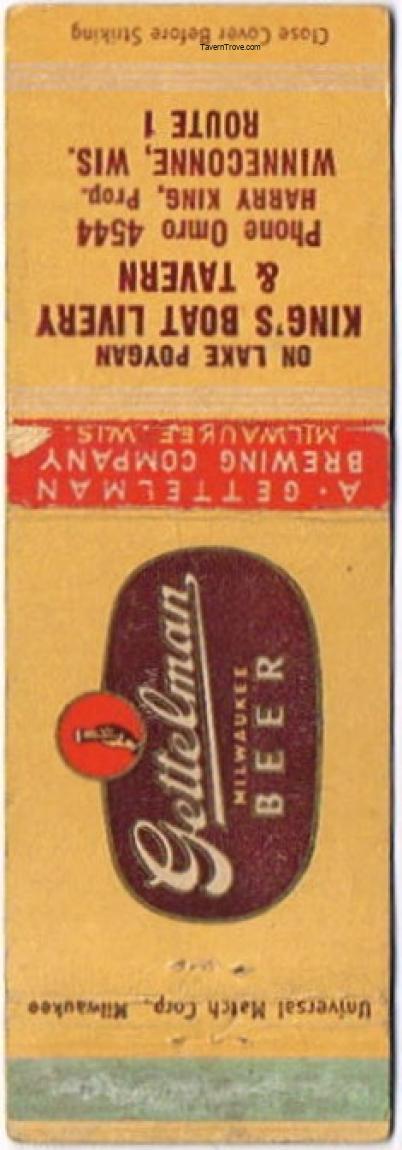 TavernTrove.com
Universal Match Corp., Milwaukee
Gettelman
MILWAUKEE
BEER
A. GETTELMAN
BREWING COMPANY
MILWAUKEE. WIS.
ON LAKE POYGAN
KING'S BOAT LIVERY
& TAVERN
Phone Omro 4544
HARRY KING, Prop.
WINNECONNE, WIS.
ROUTE 1
Close Cover Before Striking